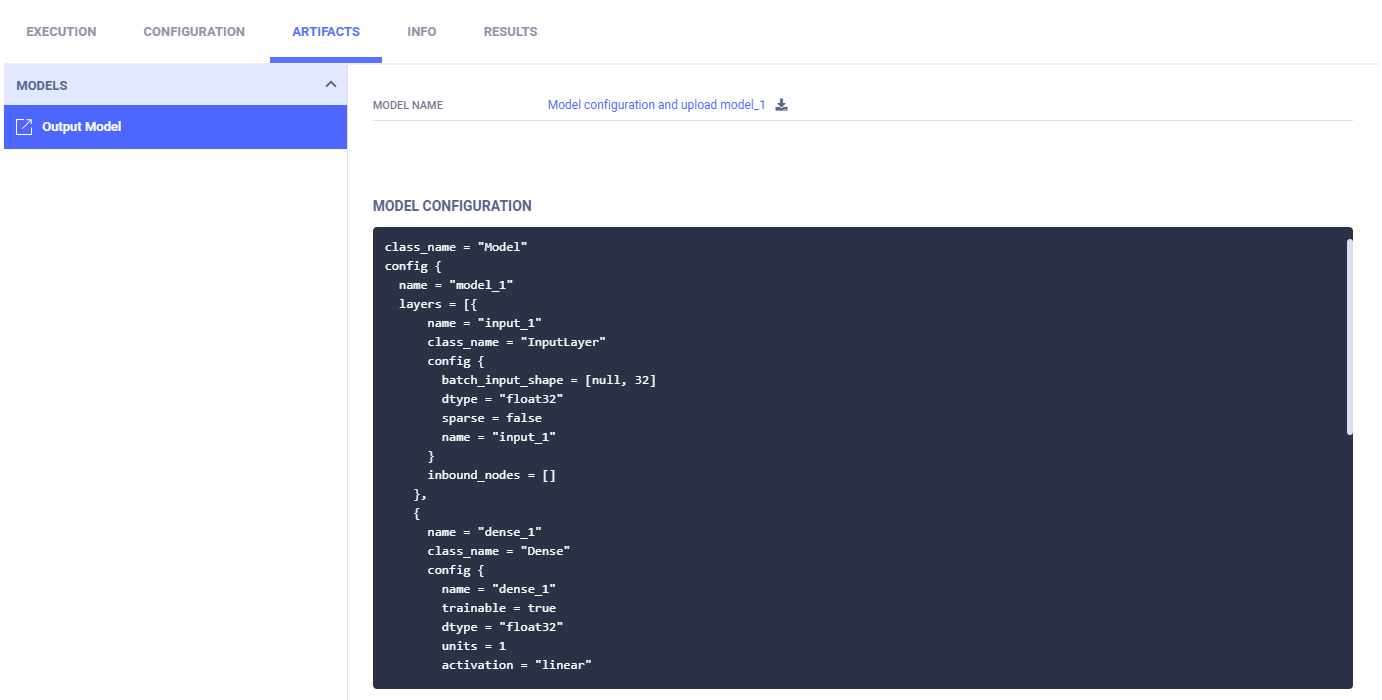 EXECUTION CONFIGURATION ARTIFACTS INFO RESULTS
MODELS
Output Model
MODEL NAME Model configuration and upload model_1
MODEL CONFIGURATION
class_name = "Model"
config {
  name = "model_1"
  layers = [{
      name = "input_1"
      class_name = "InputLayer"
      config {
        batch_input_shape = [null, 32]
        dtype = "float32"
        sparse = false
        name = "input_1"
      }
      inbound_nodes = []
    },
    {
      name = "dense_1"
      class_name = "Dense"
      config {
        name = "dense_1"
        trainable = true
        dtype = "float32"
        units = 1
        activation = "linear"